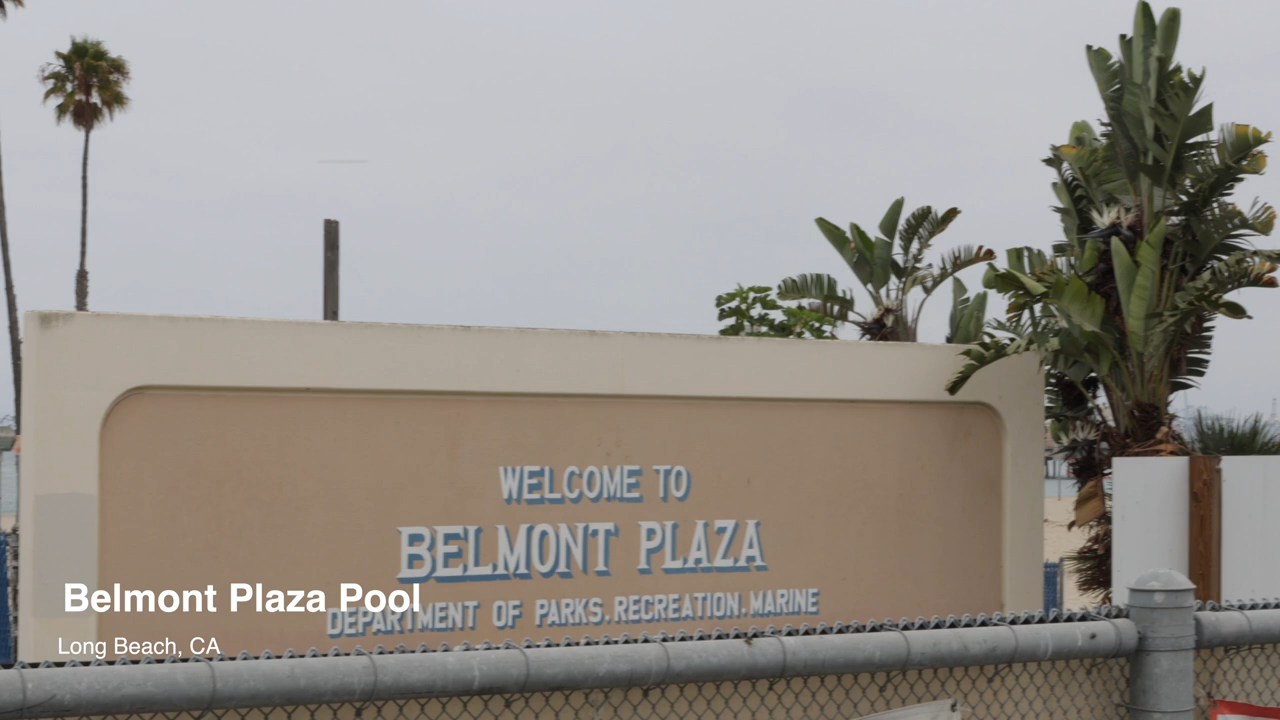 WELCOME TO
BELMONT PLAZA
Belmont Plaza Pool
DEPARTMENT OF PARKS.RECREATION.MARINE
Long Beach, CA